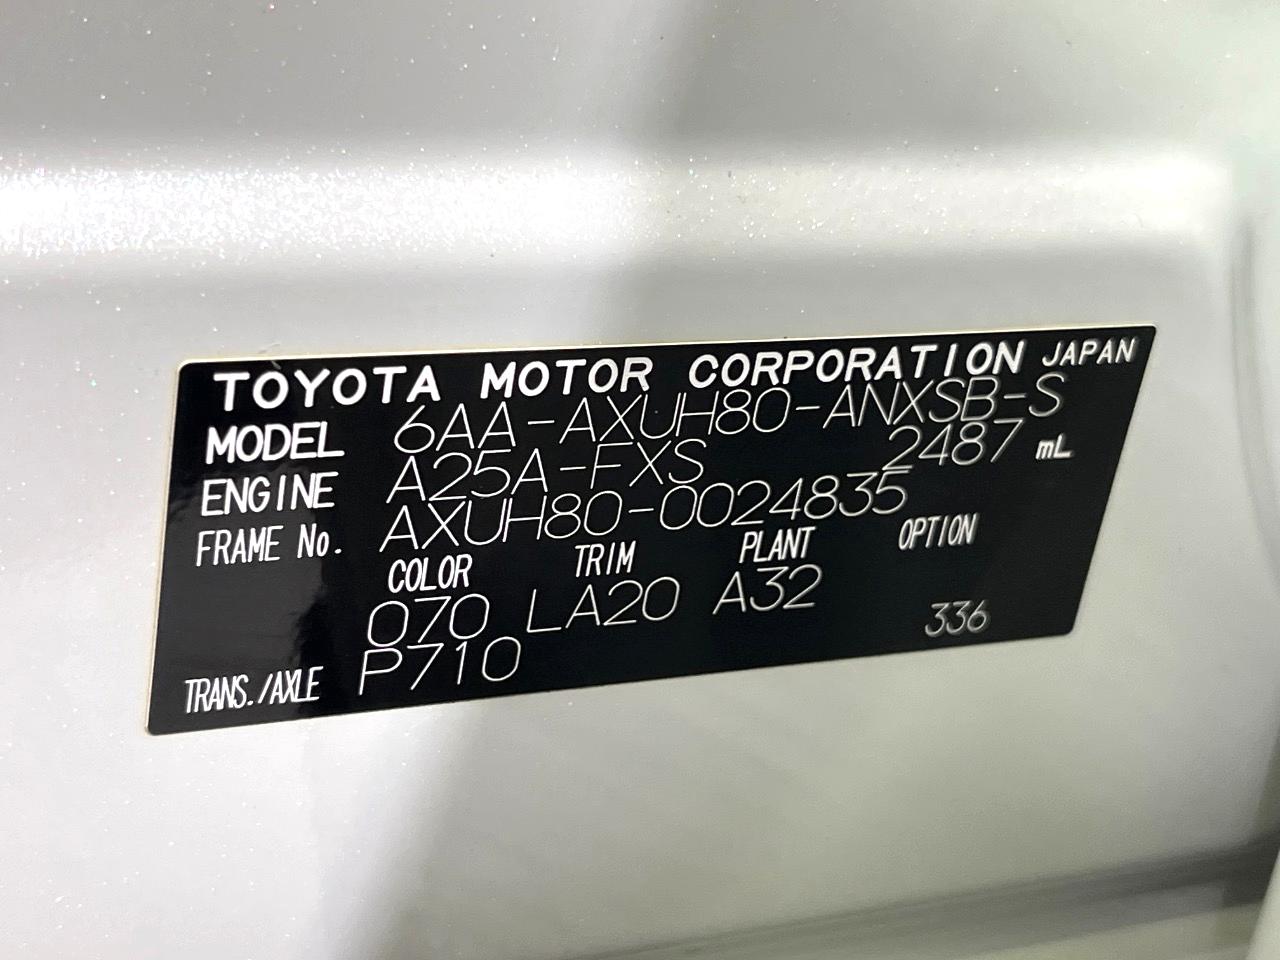 TOYOTA MOTOR CORPORATION JAPAN
MODEL 6AA-AXUH80-ANXSB-S
ENGINE A25A-FXS 2487 mL
FRAME No. AXUH80-0024835
COLOR TRIM PLANT OPTION
070 LA20 A32
TRANS./AXLE P710 336